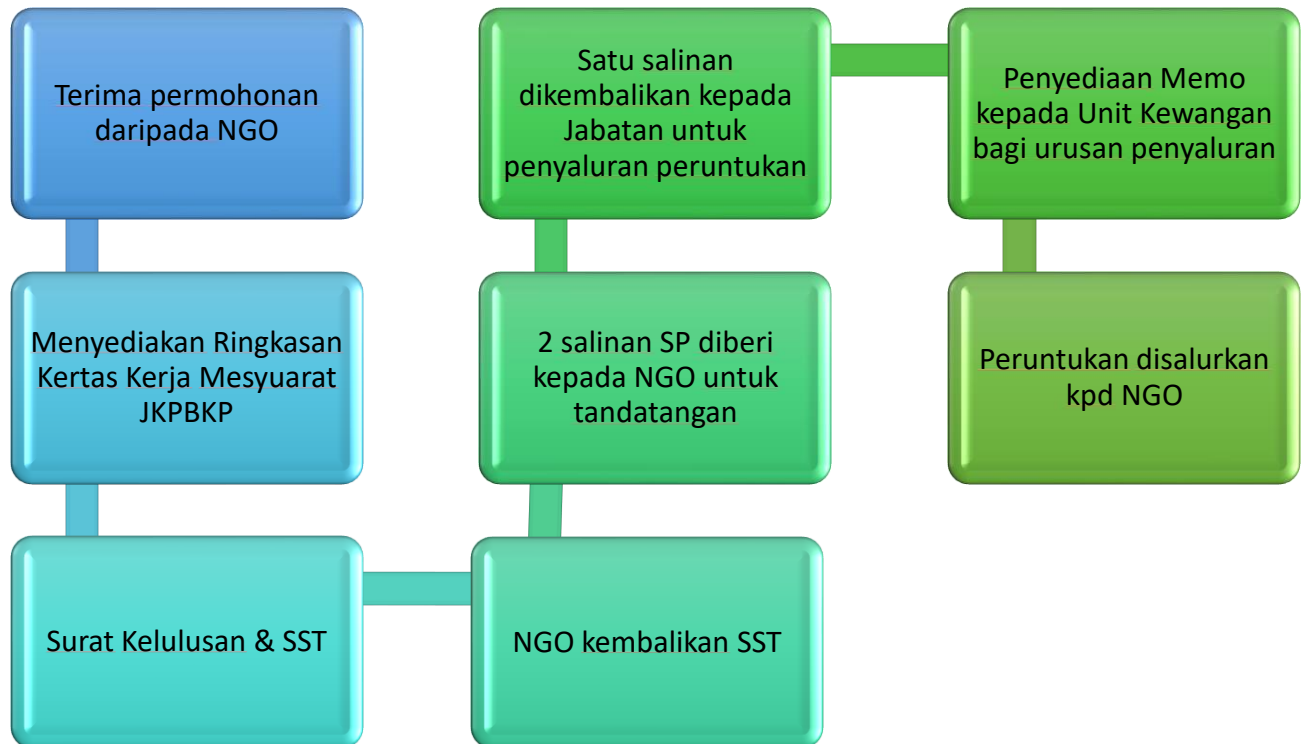 Terima permohonan
daripada NGO
Menyediakan Ringkasan
Kertas Kerja Mesyuarat
JKPBKP
Surat Kelulusan & SST
NGO kembalikan SST
2 salinan SP diberi
kepada NGO untuk
tandatangan
Satu salinan
dikembalikan kepada
Jabatan untuk
penyaluran peruntukan
Penyediaan Memo
kepada Unit Kewangan
bagi urusan penyaluran
Peruntukan disalurkan
kpd NGO